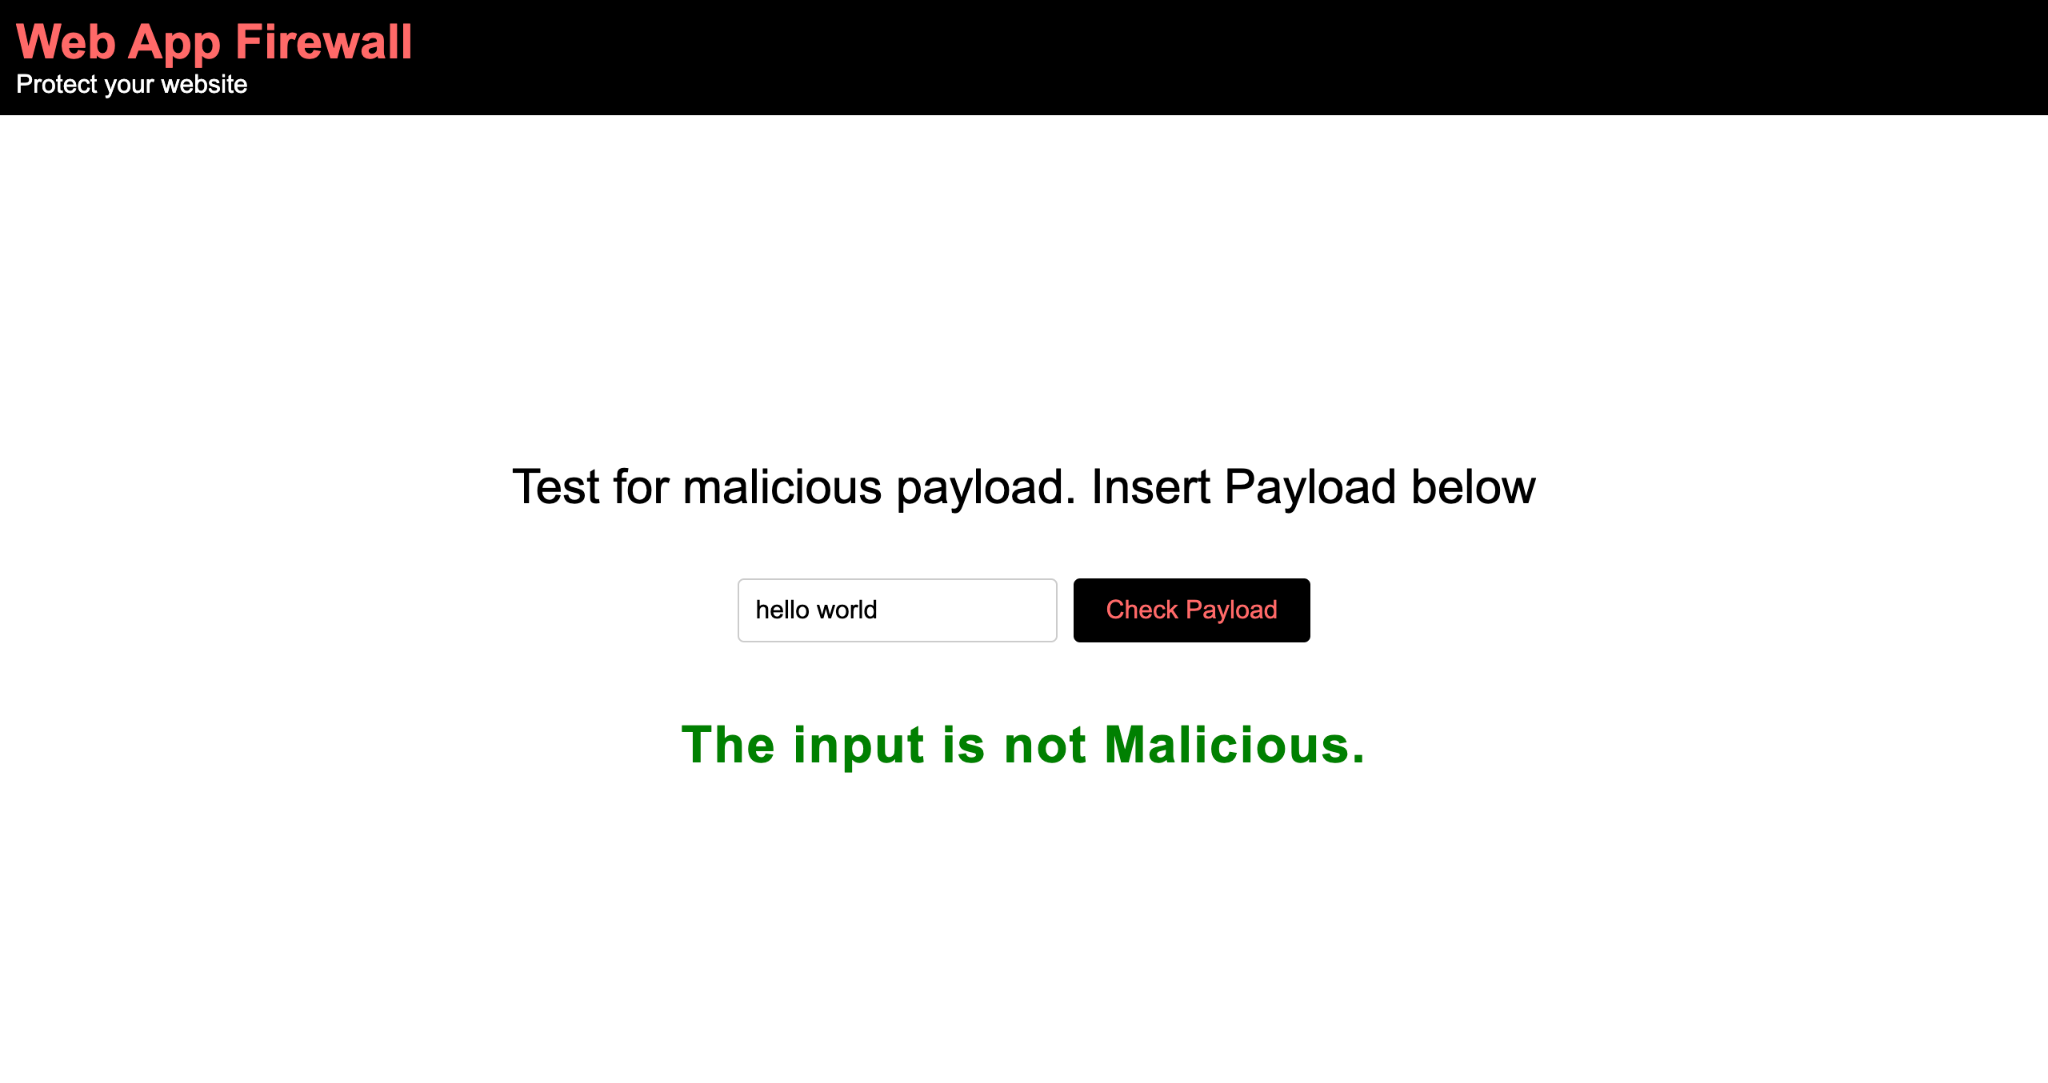 Web App Firewall
Protect your website
Test for malicious payload. Insert Payload below
hello world
Check Payload
The input is not Malicious.